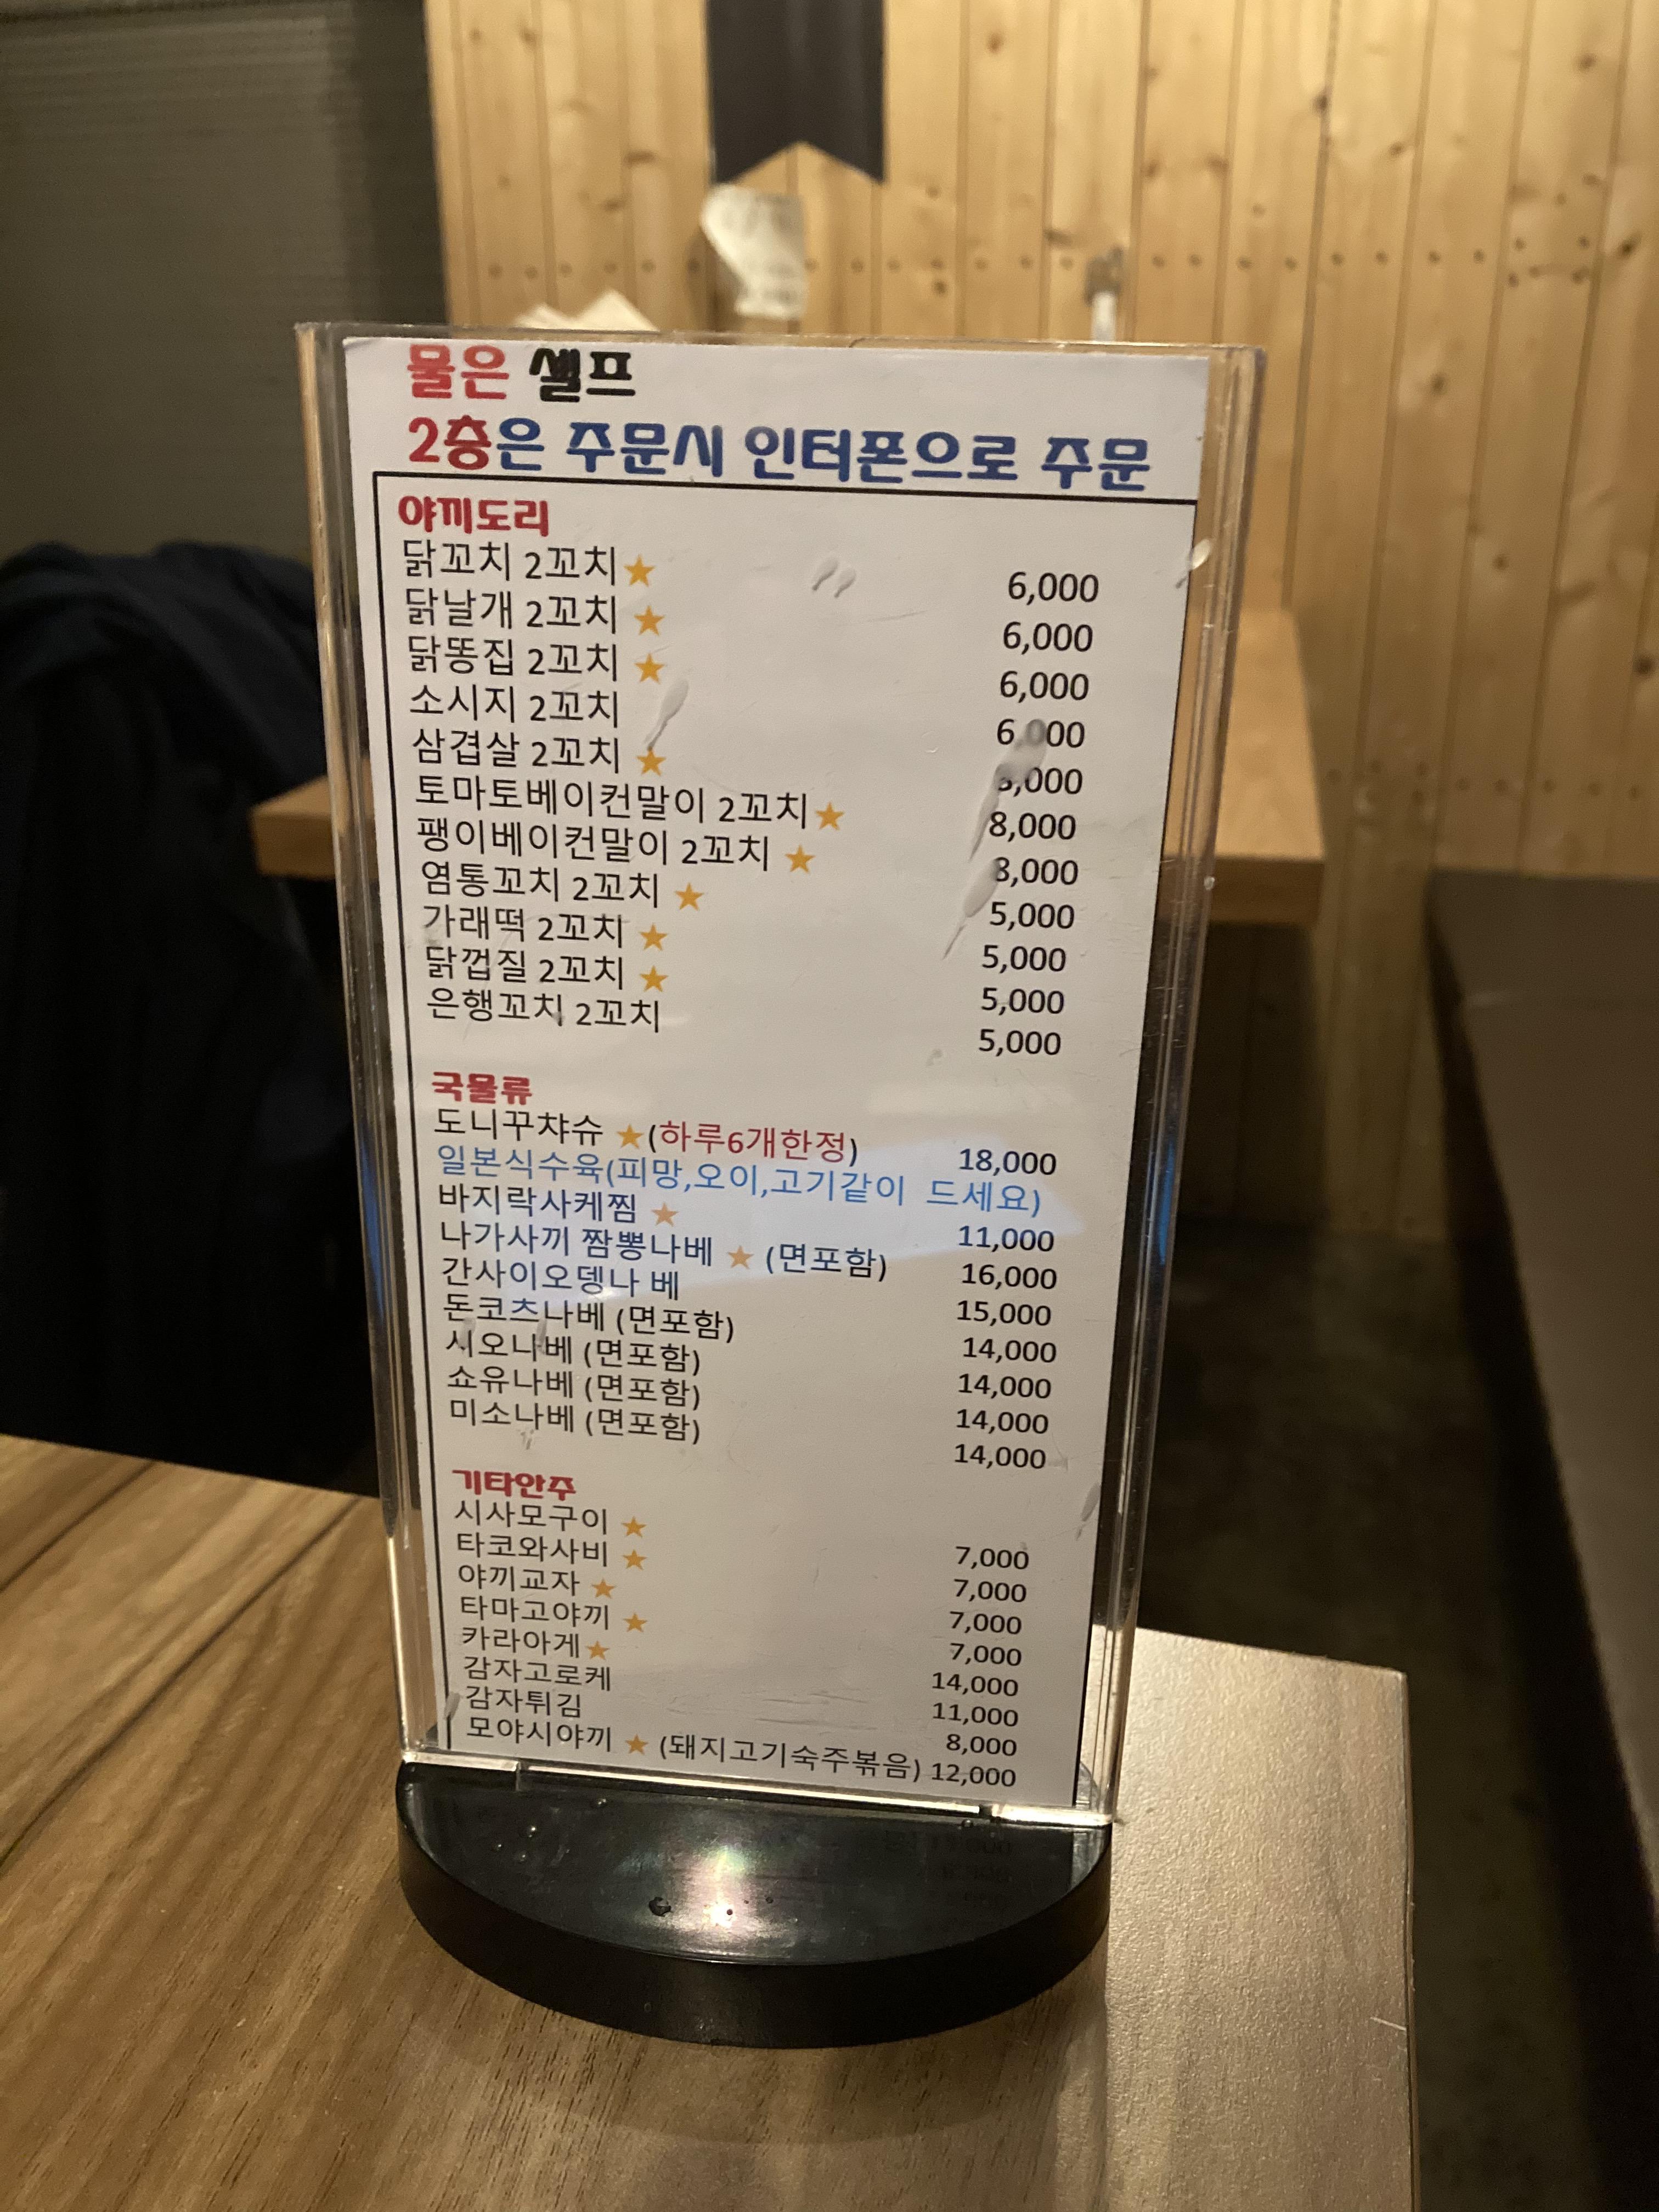 물은 셀프
2층은 주문시 인터폰으로 주문
야끼도리
닭꼬치 2꼬치★ 6,000
닭날개 2꼬치 ★ 6,000
닭똥집 2꼬치 ★ 6,000
소시지 2꼬치 6,000
삼겹살 2꼬치 ★
토마토베이컨말이 2꼬치★ 8,000
팽이베이컨말이 2꼬치 ★ 8,000
염통꼬치 2꼬치 ★ 5,000
가래떡 2꼬치 ★ 5,000
닭껍질 2꼬치 ★ 5,000
은행꼬치 2꼬치 5,000
국물류
도니꾸챠슈 ★(하루6개한정) 18,000
일본식수육(피망,오이,고기같이 드세요)
바지락사케찜 ★ 11,000
나가사끼 짬뽕나베 ★ (면포함) 16,000
간사이오뎅나 베 15,000
돈코츠나베 (면포함) 14,000
시오나베 (면포함) 14,000
쇼유나베 (면포함) 14,000
미소나베 (면포함) 14,000
기타안주
시사모구이 ★ 7,000
타코와사비 ★ 7,000
야끼교자 ★ 7,000
타마고야끼 ★ 7,000
카라아게★ 14,000
감자고로케 11,000
감자튀김 8,000
모야시야끼 ★ (돼지고기숙주볶음) 12,000